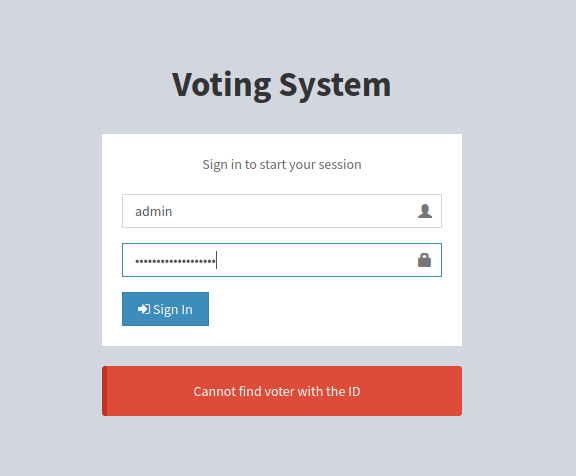 Voting System
Sign in to start your session
admin
••••••••••••••••••
Sign In
Cannot find voter with the ID